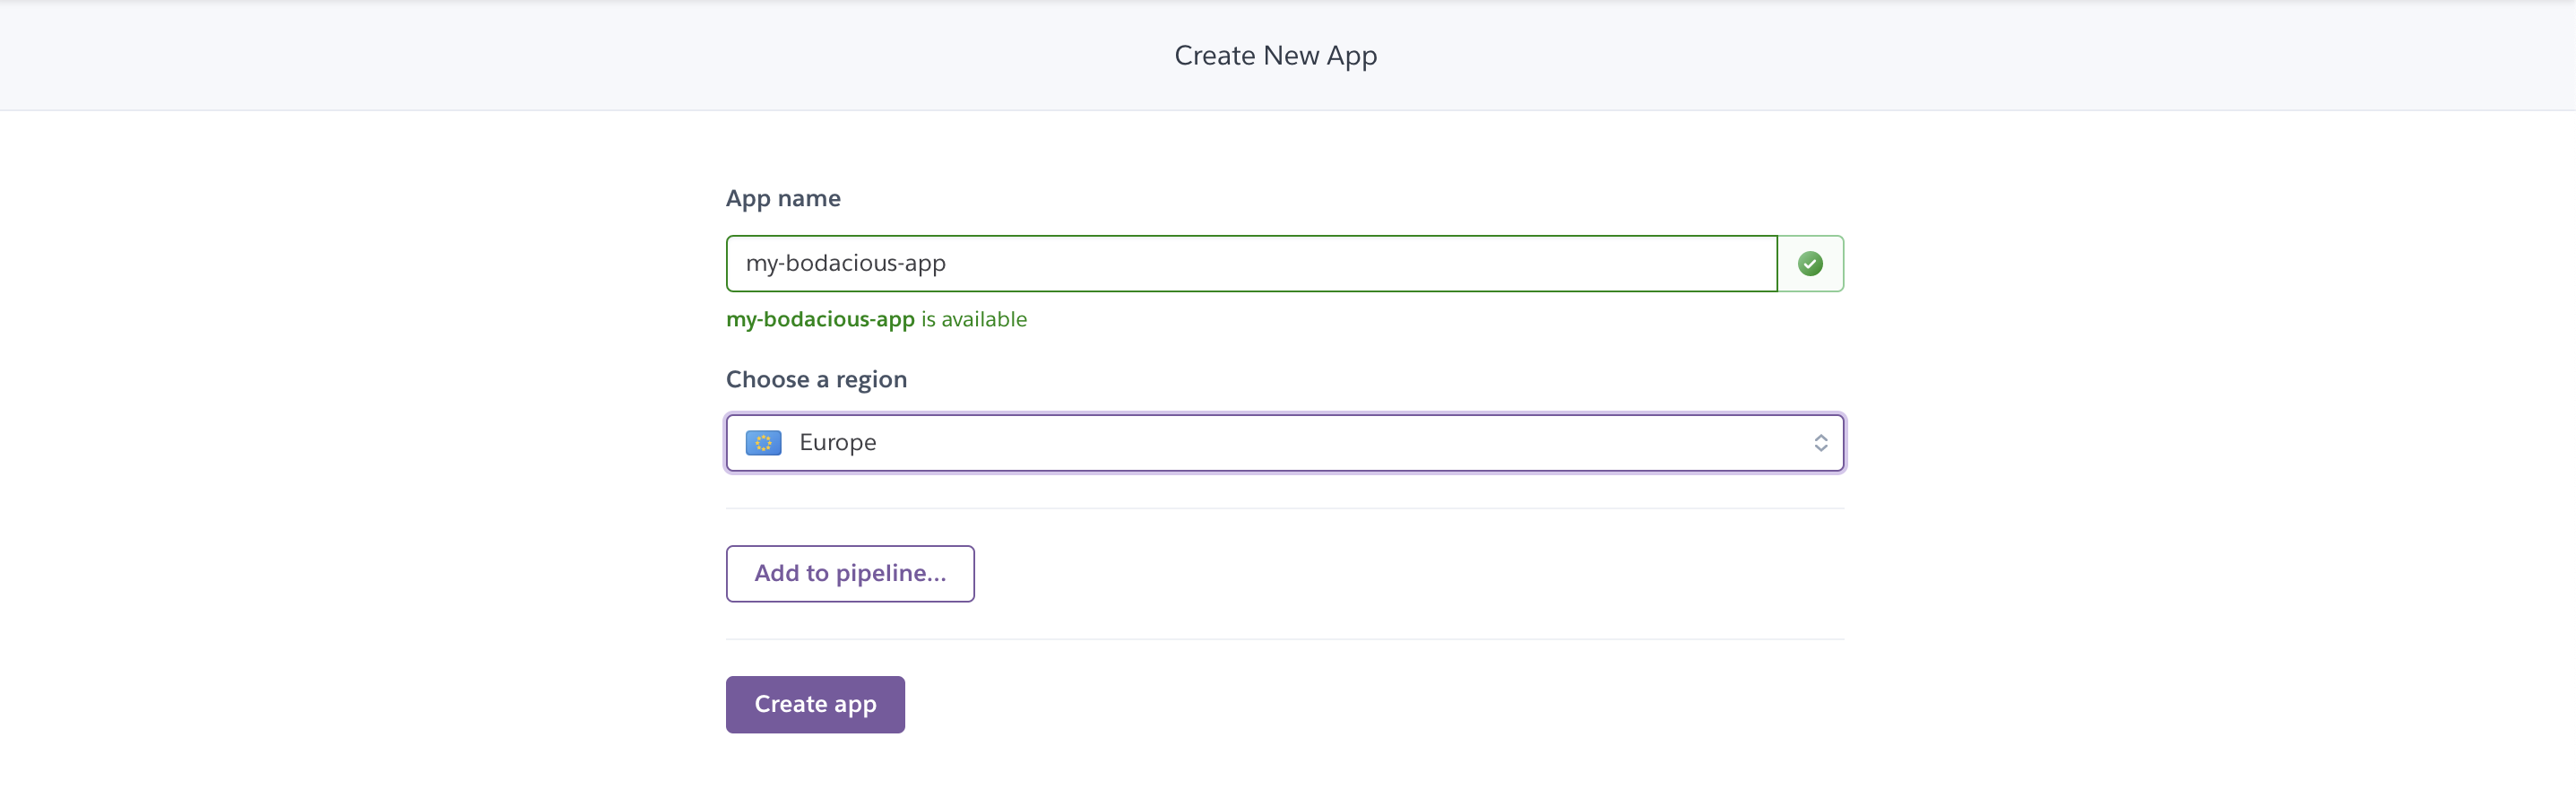 Create New App
App name
my-bodacious-app
my-bodacious-app is available
Choose a region
Europe
Add to pipeline...
Create app